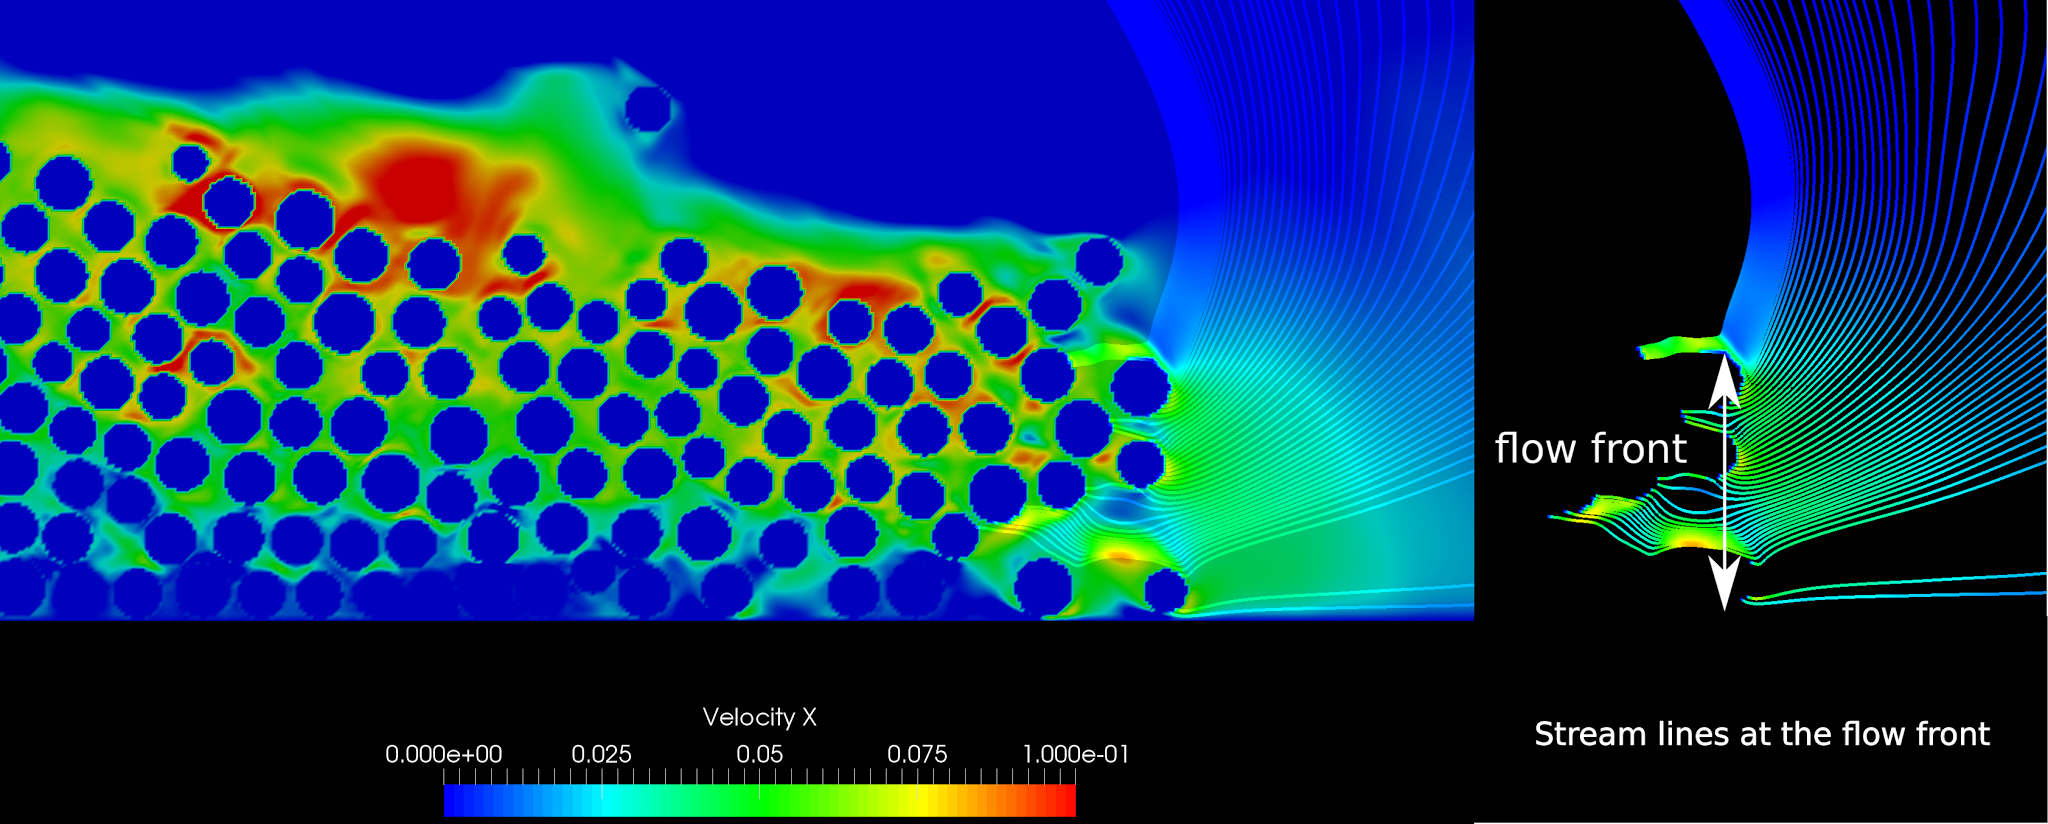 flow front
Velocity X
0.000e+00 0.025 0.05 0.075 1.000e-01
Stream lines at the flow front